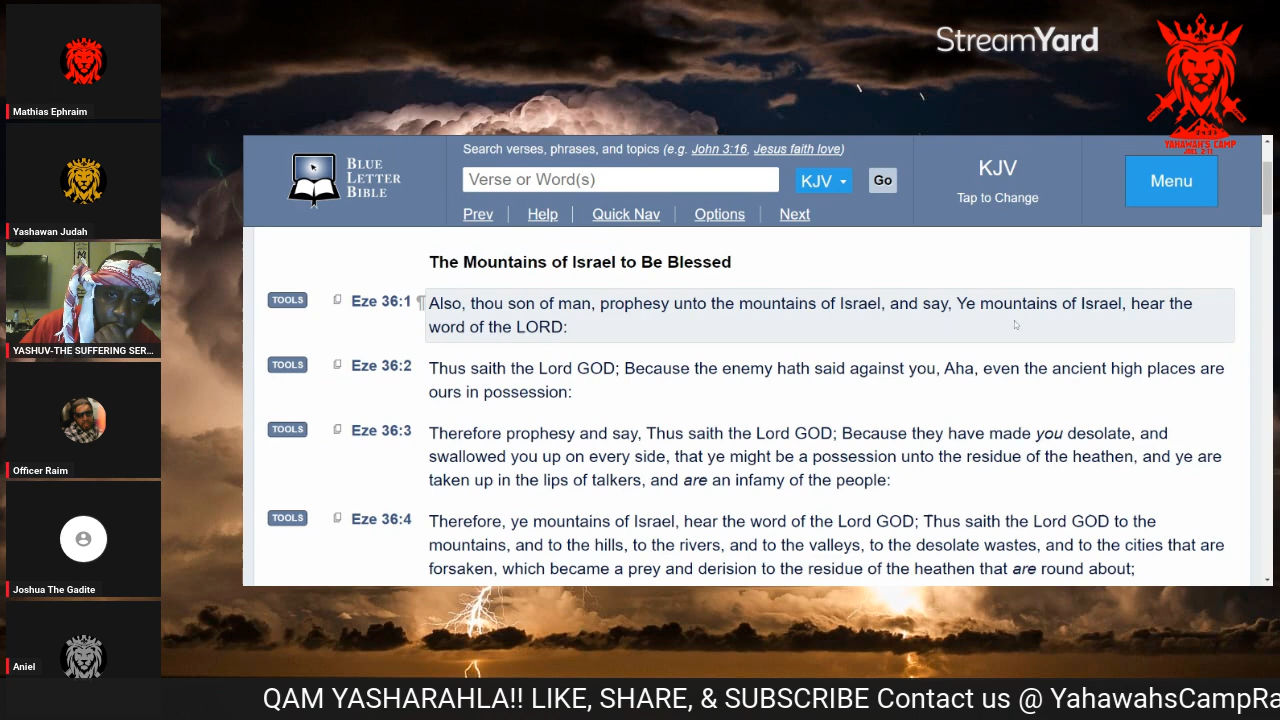 StreamYard
YAHAWAH'S CAMP
JOEL 2:11
Mathias Ephraim
Yashawan Judah
YASHUV-THE SUFFERING SER...
Officer Raim
Joshua The Gadite
Aniel
BLUE
LETTER
BIBLE
Search verses, phrases, and topics (e.g. John 3:16, Jesus faith love)
Verse or Word(s)
KJV
Go
Prev
Help
Quick Nav
Options
Next
KJV
Tap to Change
Menu
The Mountains of Israel to Be Blessed
TOOLS Eze 36:1 ¶ Also, thou son of man, prophesy unto the mountains of Israel, and say, Ye mountains of Israel, hear the
word of the LORD:
TOOLS Eze 36:2 Thus saith the Lord GOD; Because the enemy hath said against you, Aha, even the ancient high places are
ours in possession:
TOOLS Eze 36:3 Therefore prophesy and say, Thus saith the Lord GOD; Because they have made you desolate, and
swallowed you up on every side, that ye might be a possession unto the residue of the heathen, and ye are
taken up in the lips of talkers, and are an infamy of the people:
TOOLS Eze 36:4 Therefore, ye mountains of Israel, hear the word of the Lord GOD; Thus saith the Lord GOD to the
mountains, and to the hills, to the rivers, and to the valleys, to the desolate wastes, and to the cities that are
forsaken, which became a prey and derision to the residue of the heathen that are round about;
QAM YASHARAHLA!! LIKE, SHARE, & SUBSCRIBE Contact us @ YahawahsCampRa